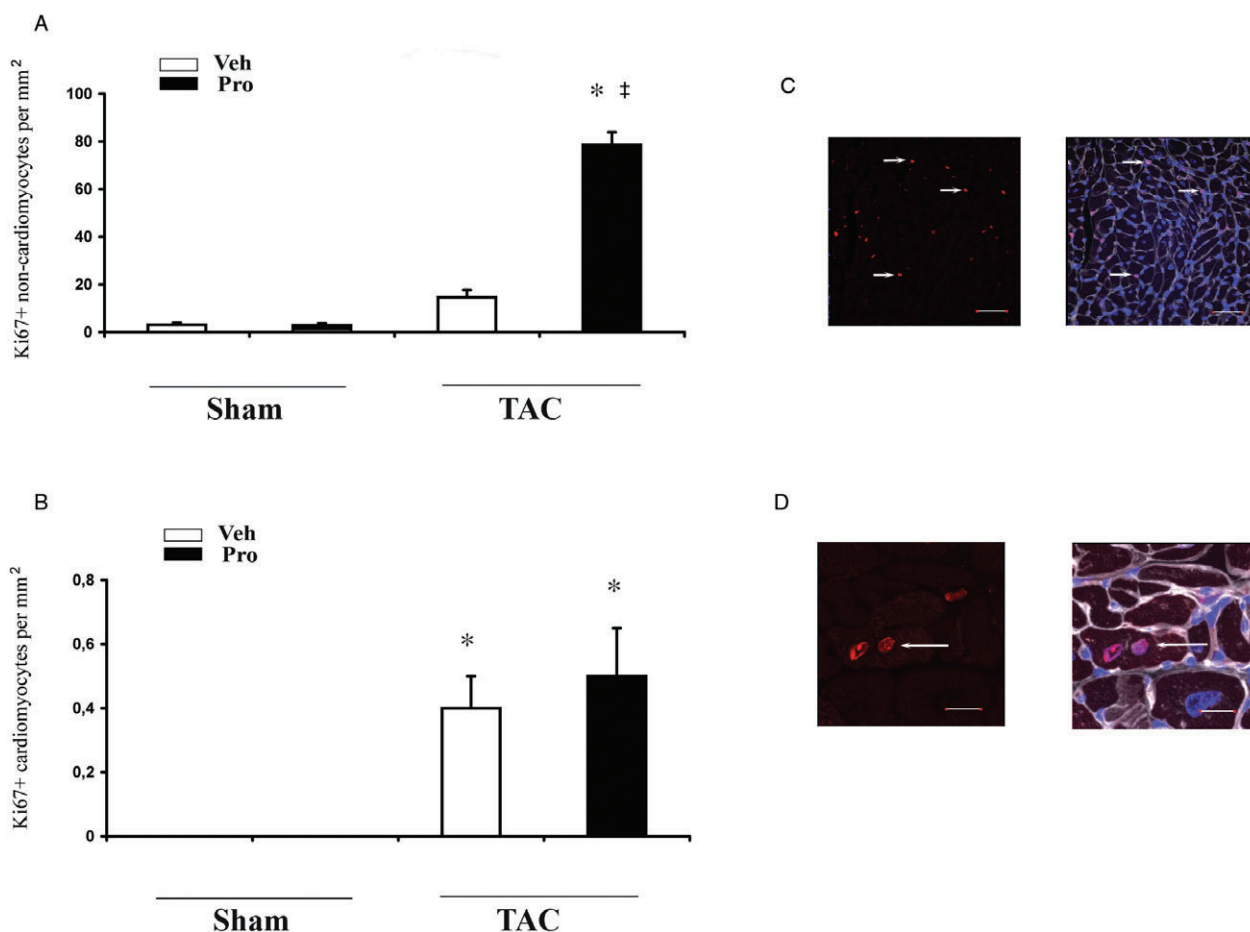 A
Veh
Pro
Ki67+ non-cardiomyocytes per mm²
100
80
60
40
20
0
* ‡
Sham
TAC
C
B
Veh
Pro
Ki67+ cardiomyocytes per mm²
0,8
0,6
0,4
0,2
0
*
*
Sham
TAC
D